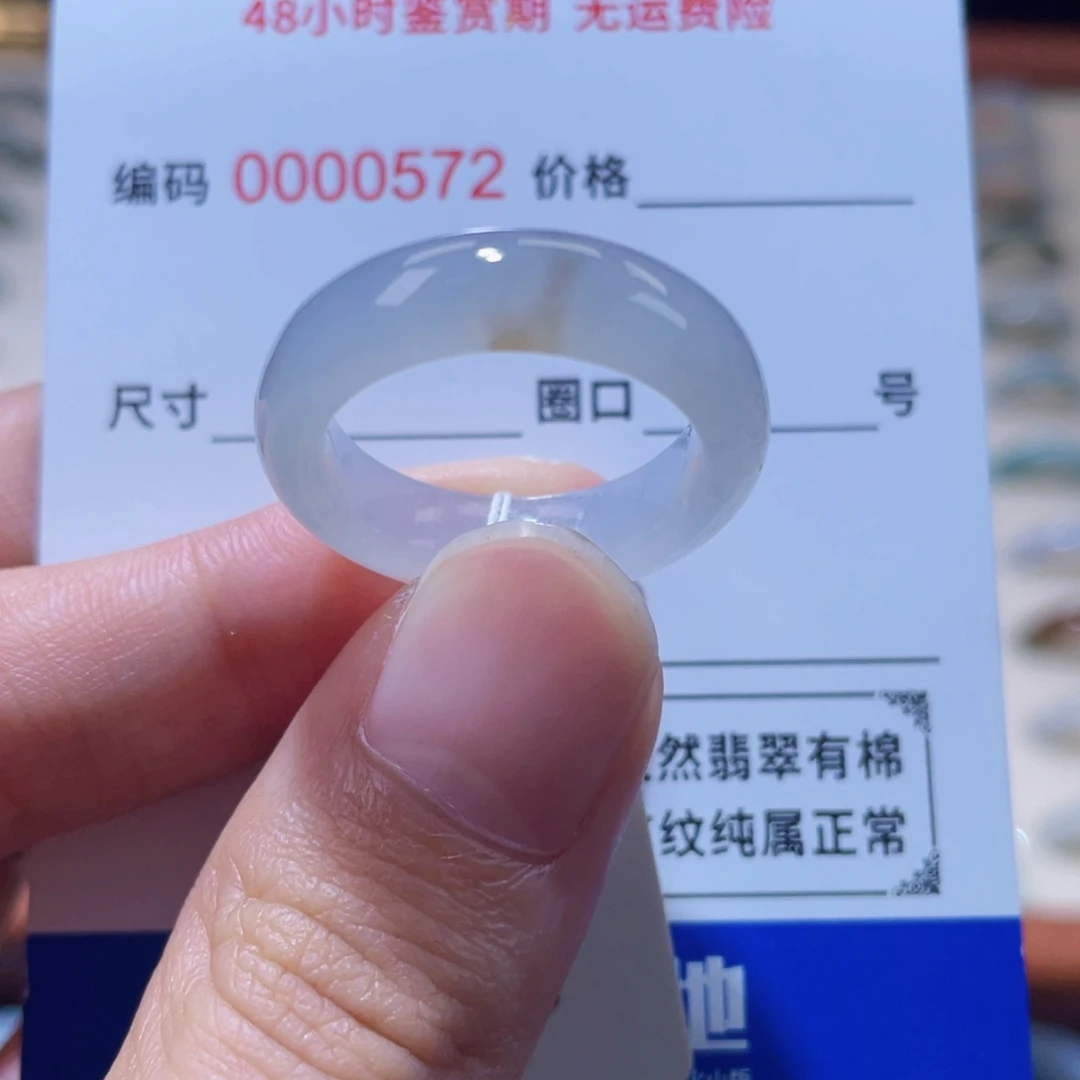 48小时鉴赏期 无运费险
编码 0000572 价格
尺寸 圈口 号
然翡翠有棉
纹纯属正常
地